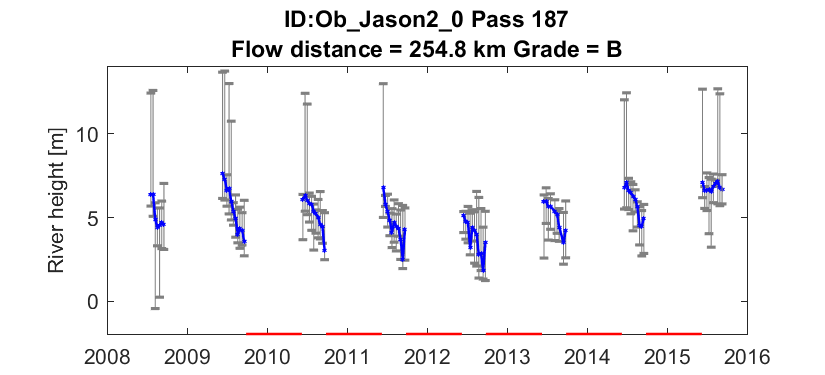 ID:Ob_Jason2_0 Pass 187
Flow distance = 254.8 km Grade = B
River height [m]
10
5
0
2008 2009 2010 2011 2012 2013 2014 2015 2016